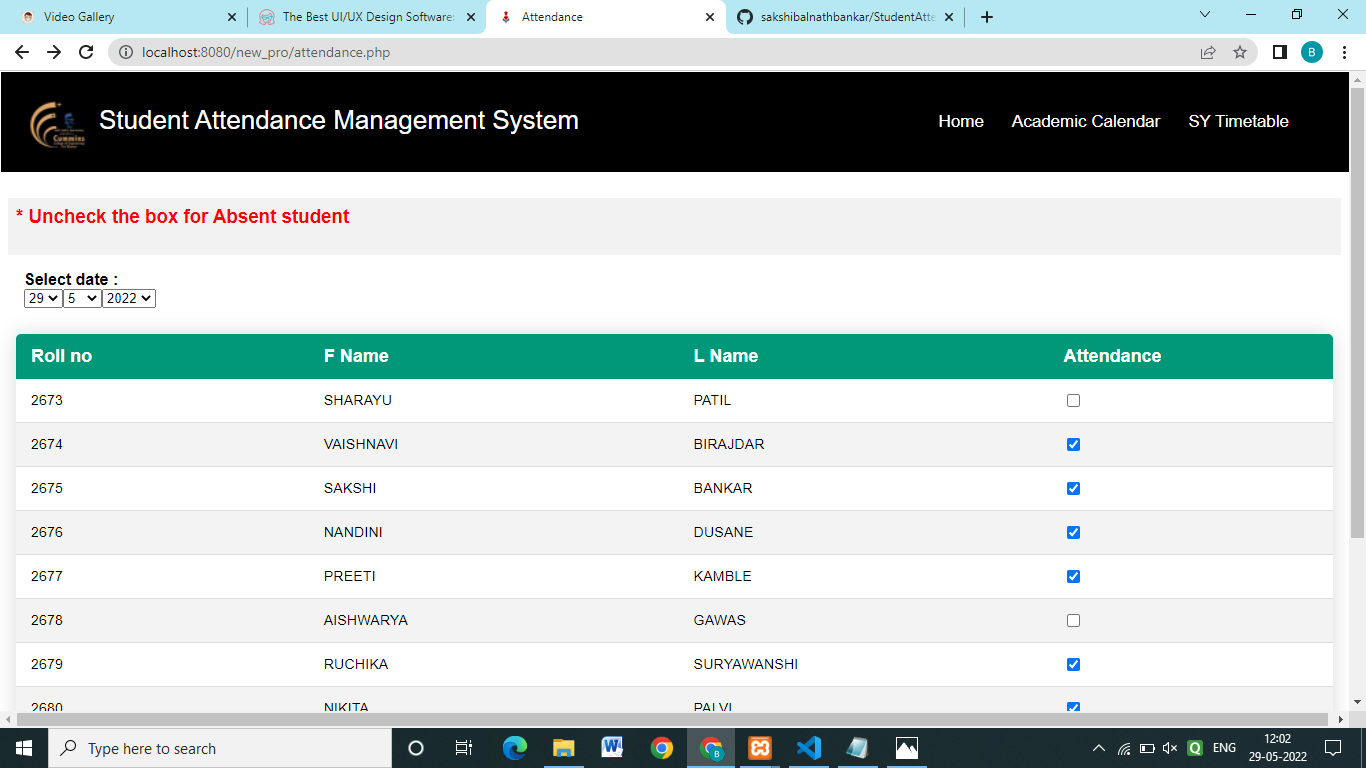 Video Gallery
The Best UI/UX Design Software:
Attendance
sakshibalnathbankar/StudentAtte
localhost:8080/new_pro/attendance.php
B
Cummins
Student Attendance Management System
Home Academic Calendar SY Timetable
* Uncheck the box for Absent student
Select date :
29 5 2022
Roll no F Name L Name Attendance
2673 SHARAYU PATIL
2674 VAISHNAVI BIRAJDAR
2675 SAKSHI BANKAR
2676 NANDINI DUSANE
2677 PREETI KAMBLE
2678 AISHWARYA GAWAS
2679 RUCHIKA SURYAWANSHI
2680 NIKITA PALVI
Type here to search
ENG
12:02
29-05-2022